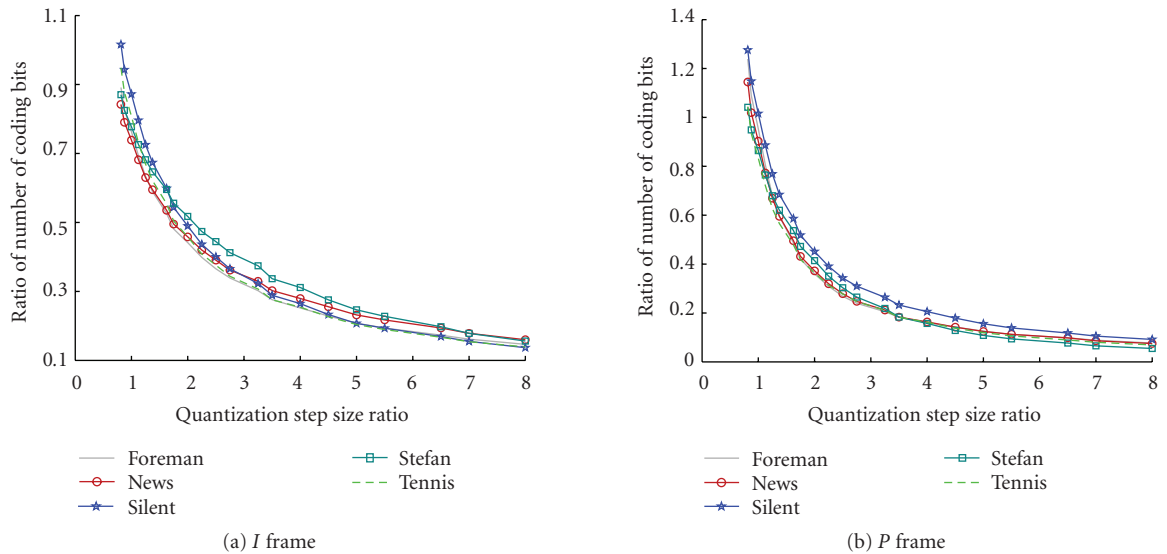 1.1
0.9
0.7
0.5
0.3
0.1
Ratio of number of coding bits
0 1 2 3 4 5 6 7 8
Quantization step size ratio
Foreman
News
Silent
Stefan
Tennis
(a) I frame
1.4
1.2
1
0.8
0.6
0.4
0.2
0
Ratio of number of coding bits
0 1 2 3 4 5 6 7 8
Quantization step size ratio
Foreman
News
Silent
Stefan
Tennis
(b) P frame